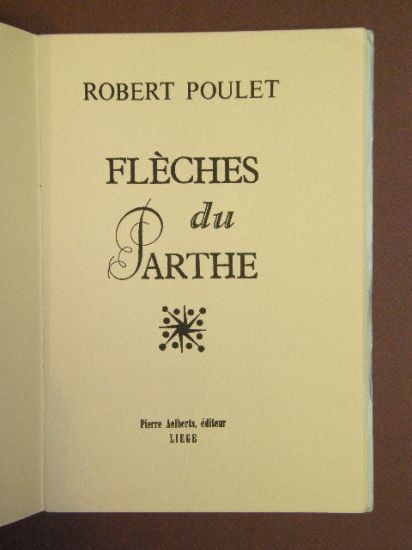 ROBERT POULET
FLÈCHES
du
PARTHE
Pierre Aelberts, éditeur
LIEGE